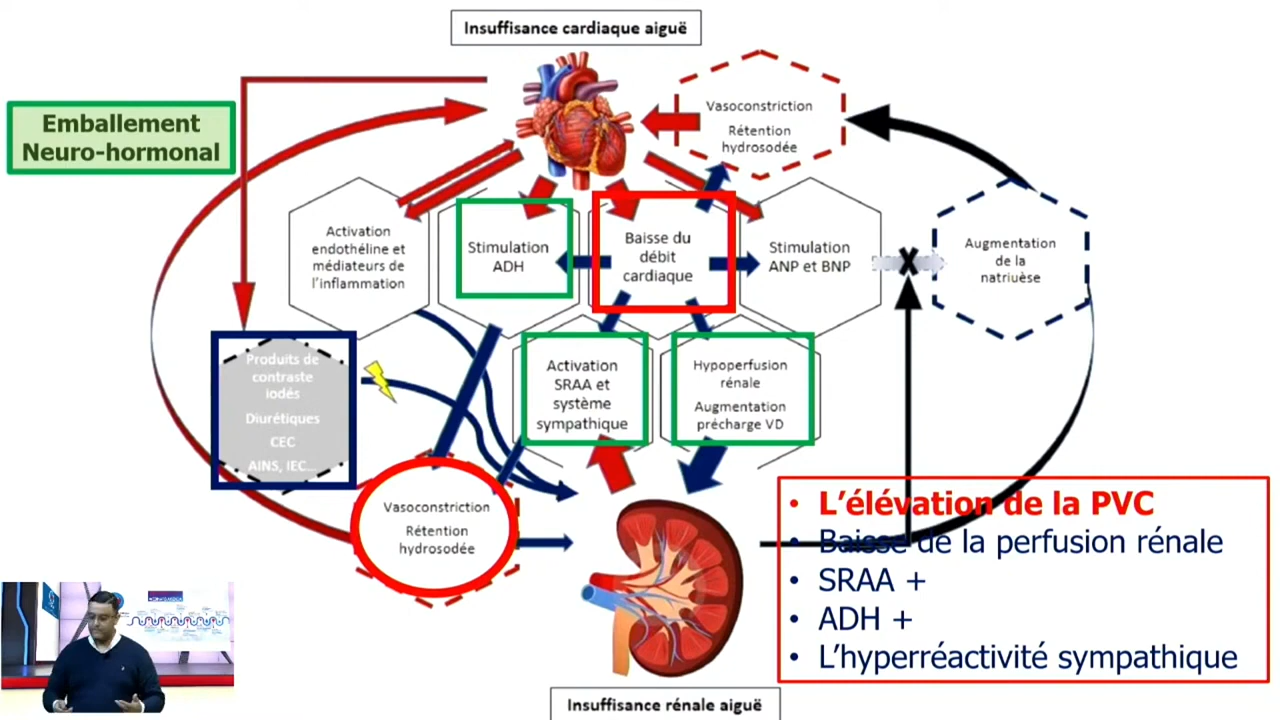 Insuffisance cardiaque aiguë
Emballement
Neuro-hormonal
Vasoconstriction
Rétention
hydrosodée
Activation
endothéline et
médiateurs de
l’inflammation
Stimulation
ADH
Baisse du
débit
cardiaque
Stimulation
ANP et BNP
X
Augmentation
de la
natriuèse
Produits de
contraste
iodés
Diurétiques
CEC
AINS, IEC...
Activation
SRAA et
système
sympathique
Hypoperfusion
rénale
Augmentation
précharge VD
Vasoconstriction
Rétention
hydrosodée
• L’élévation de la PVC
• Baisse de la perfusion rénale
• SRAA +
• ADH +
• L’hyperréactivité sympathique
Insuffisance rénale aiguë